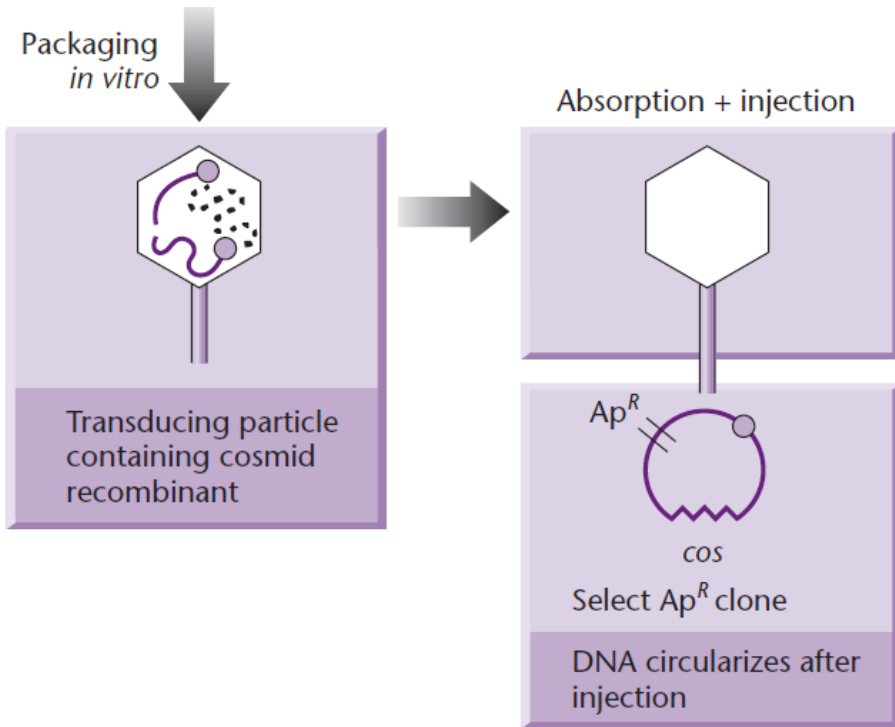 Packaging
in vitro
Absorption + injection
Transducing particle
containing cosmid
recombinant
Ap^R
cos
Select Ap^R clone
DNA circularizes after
injection